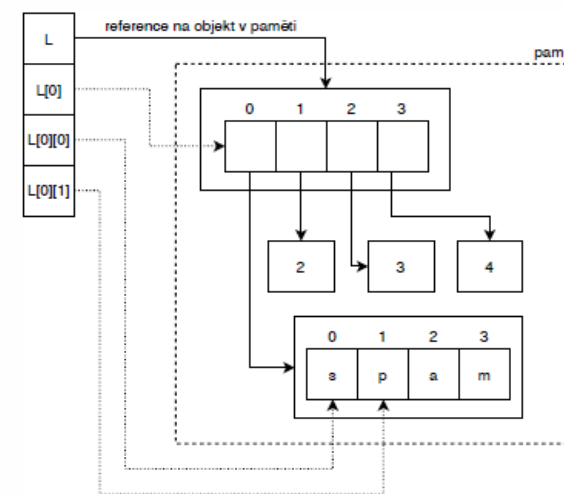 reference na objekt v paměti
L
pam
L[0]
0 1 2 3
L[0][0]
L[0][1]
2 3 4
0 1 2 3
s p a m